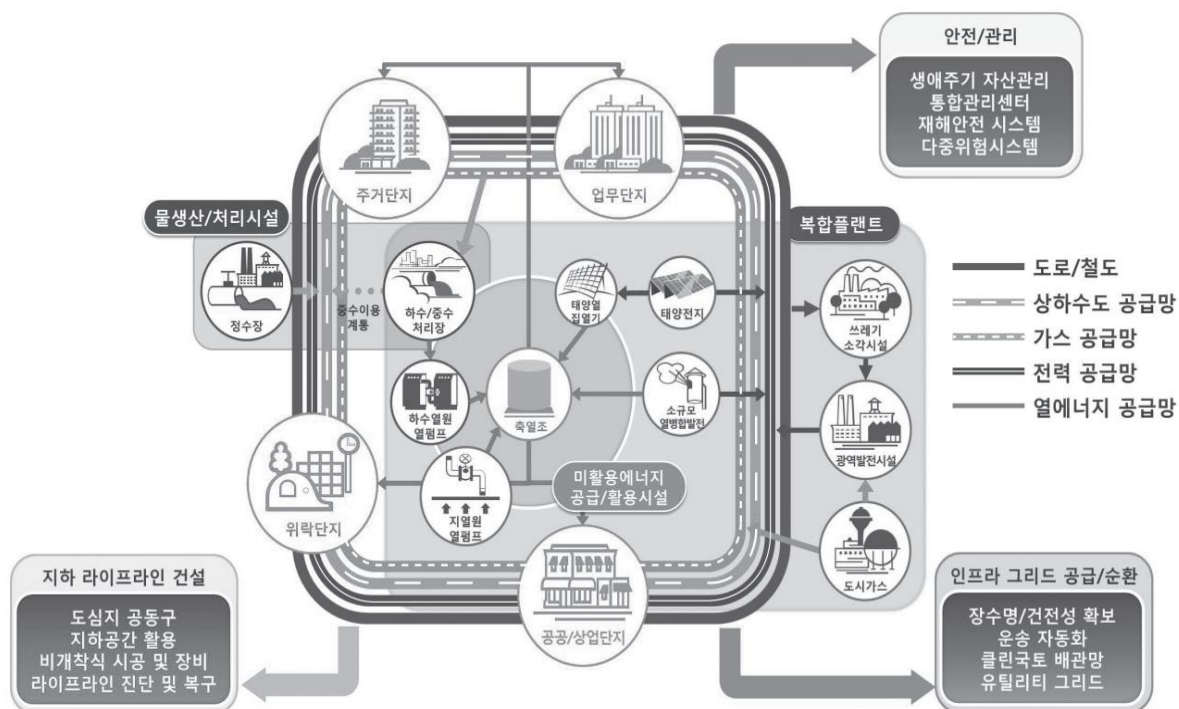 안전/관리
생애주기 자산관리
통합관리센터
재해안전 시스템
다중위험시스템
주거단지
업무단지
물생산/처리시설
복합플랜트
정수장
중수이용
계통
하수/중수
처리장
태양열
집열기
태양전지
쓰레기
소각시설
하수열원
열펌프
축열조
소규모
열병합발전
광역발전시설
위락단지
지열원
열펌프
미활용에너지
공급/활용시설
도시가스
공공/상업단지
도로/철도
상하수도 공급망
가스 공급망
전력 공급망
열에너지 공급망
지하 라이프라인 건설
도심지 공동구
지하공간 활용
비개착식 시공 및 장비
라이프라인 진단 및 복구
인프라 그리드 공급/순환
장수명/건전성 확보
운송 자동화
클린국토 배관망
유틸리티 그리드